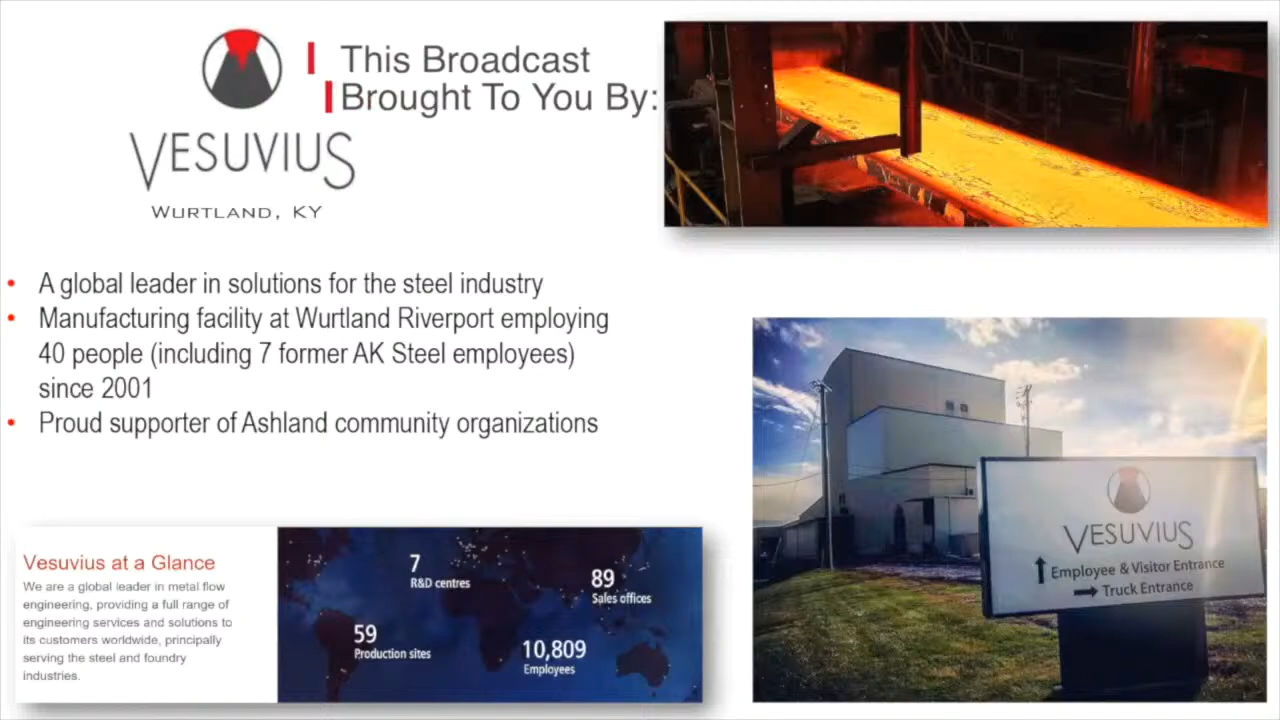 This Broadcast
Brought To You By:
VESUVIUS
WURTLAND, KY
• A global leader in solutions for the steel industry
• Manufacturing facility at Wurtland Riverport employing
40 people (including 7 former AK Steel employees)
since 2001
• Proud supporter of Ashland community organizations
Vesuvius at a Glance
We are a global leader in metal flow
engineering, providing a full range of
engineering services and solutions to
its customers worldwide, principally
serving the steel and foundry
industries.
7
R&D centres
89
Sales offices
59
Production sites
10,809
Employees
VESUVIUS
Employee & Visitor Entrance
Truck Entrance